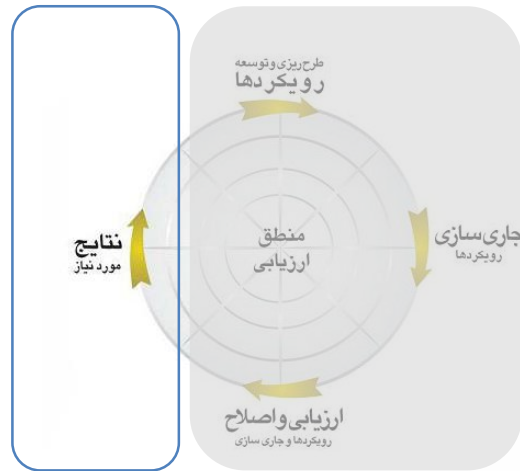 طرح‌ریزی و توسعه
رویکردها
جاری سازی
رویکردها
منطق
ارزیابی
نتایج
مورد نیاز
ارزیابی و اصلاح
رویکردها و جاری سازی